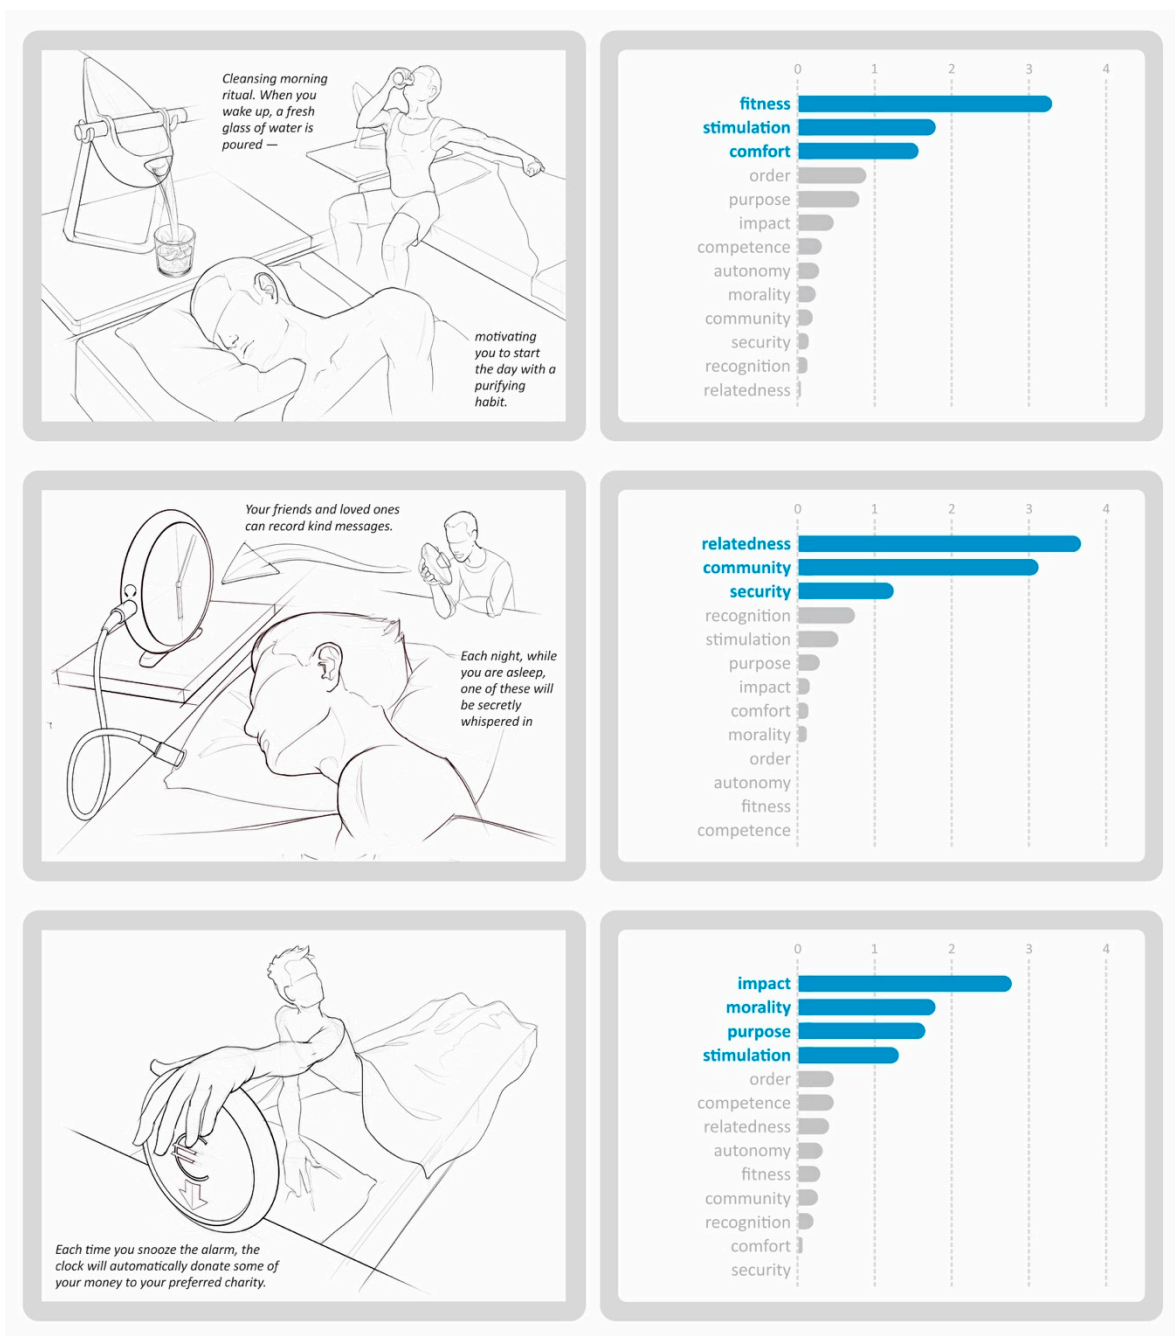 Cleansing morning
ritual. When you
wake up, a fresh
glass of water is
poured —
motivating
you to start
the day with a
purifying
habit.
0 1 2 3 4
fitness
stimulation
comfort
order
purpose
impact
competence
autonomy
morality
community
security
recognition
relatedness
Your friends and loved ones
can record kind messages.
Each night, while
you are asleep,
one of these will
be secretly
whispered in
0 1 2 3 4
relatedness
community
security
recognition
stimulation
purpose
impact
comfort
morality
order
autonomy
fitness
competence
€
Each time you snooze the alarm, the
clock will automatically donate some of
your money to your preferred charity.
0 1 2 3 4
impact
morality
purpose
stimulation
order
competence
relatedness
autonomy
fitness
community
recognition
comfort
security